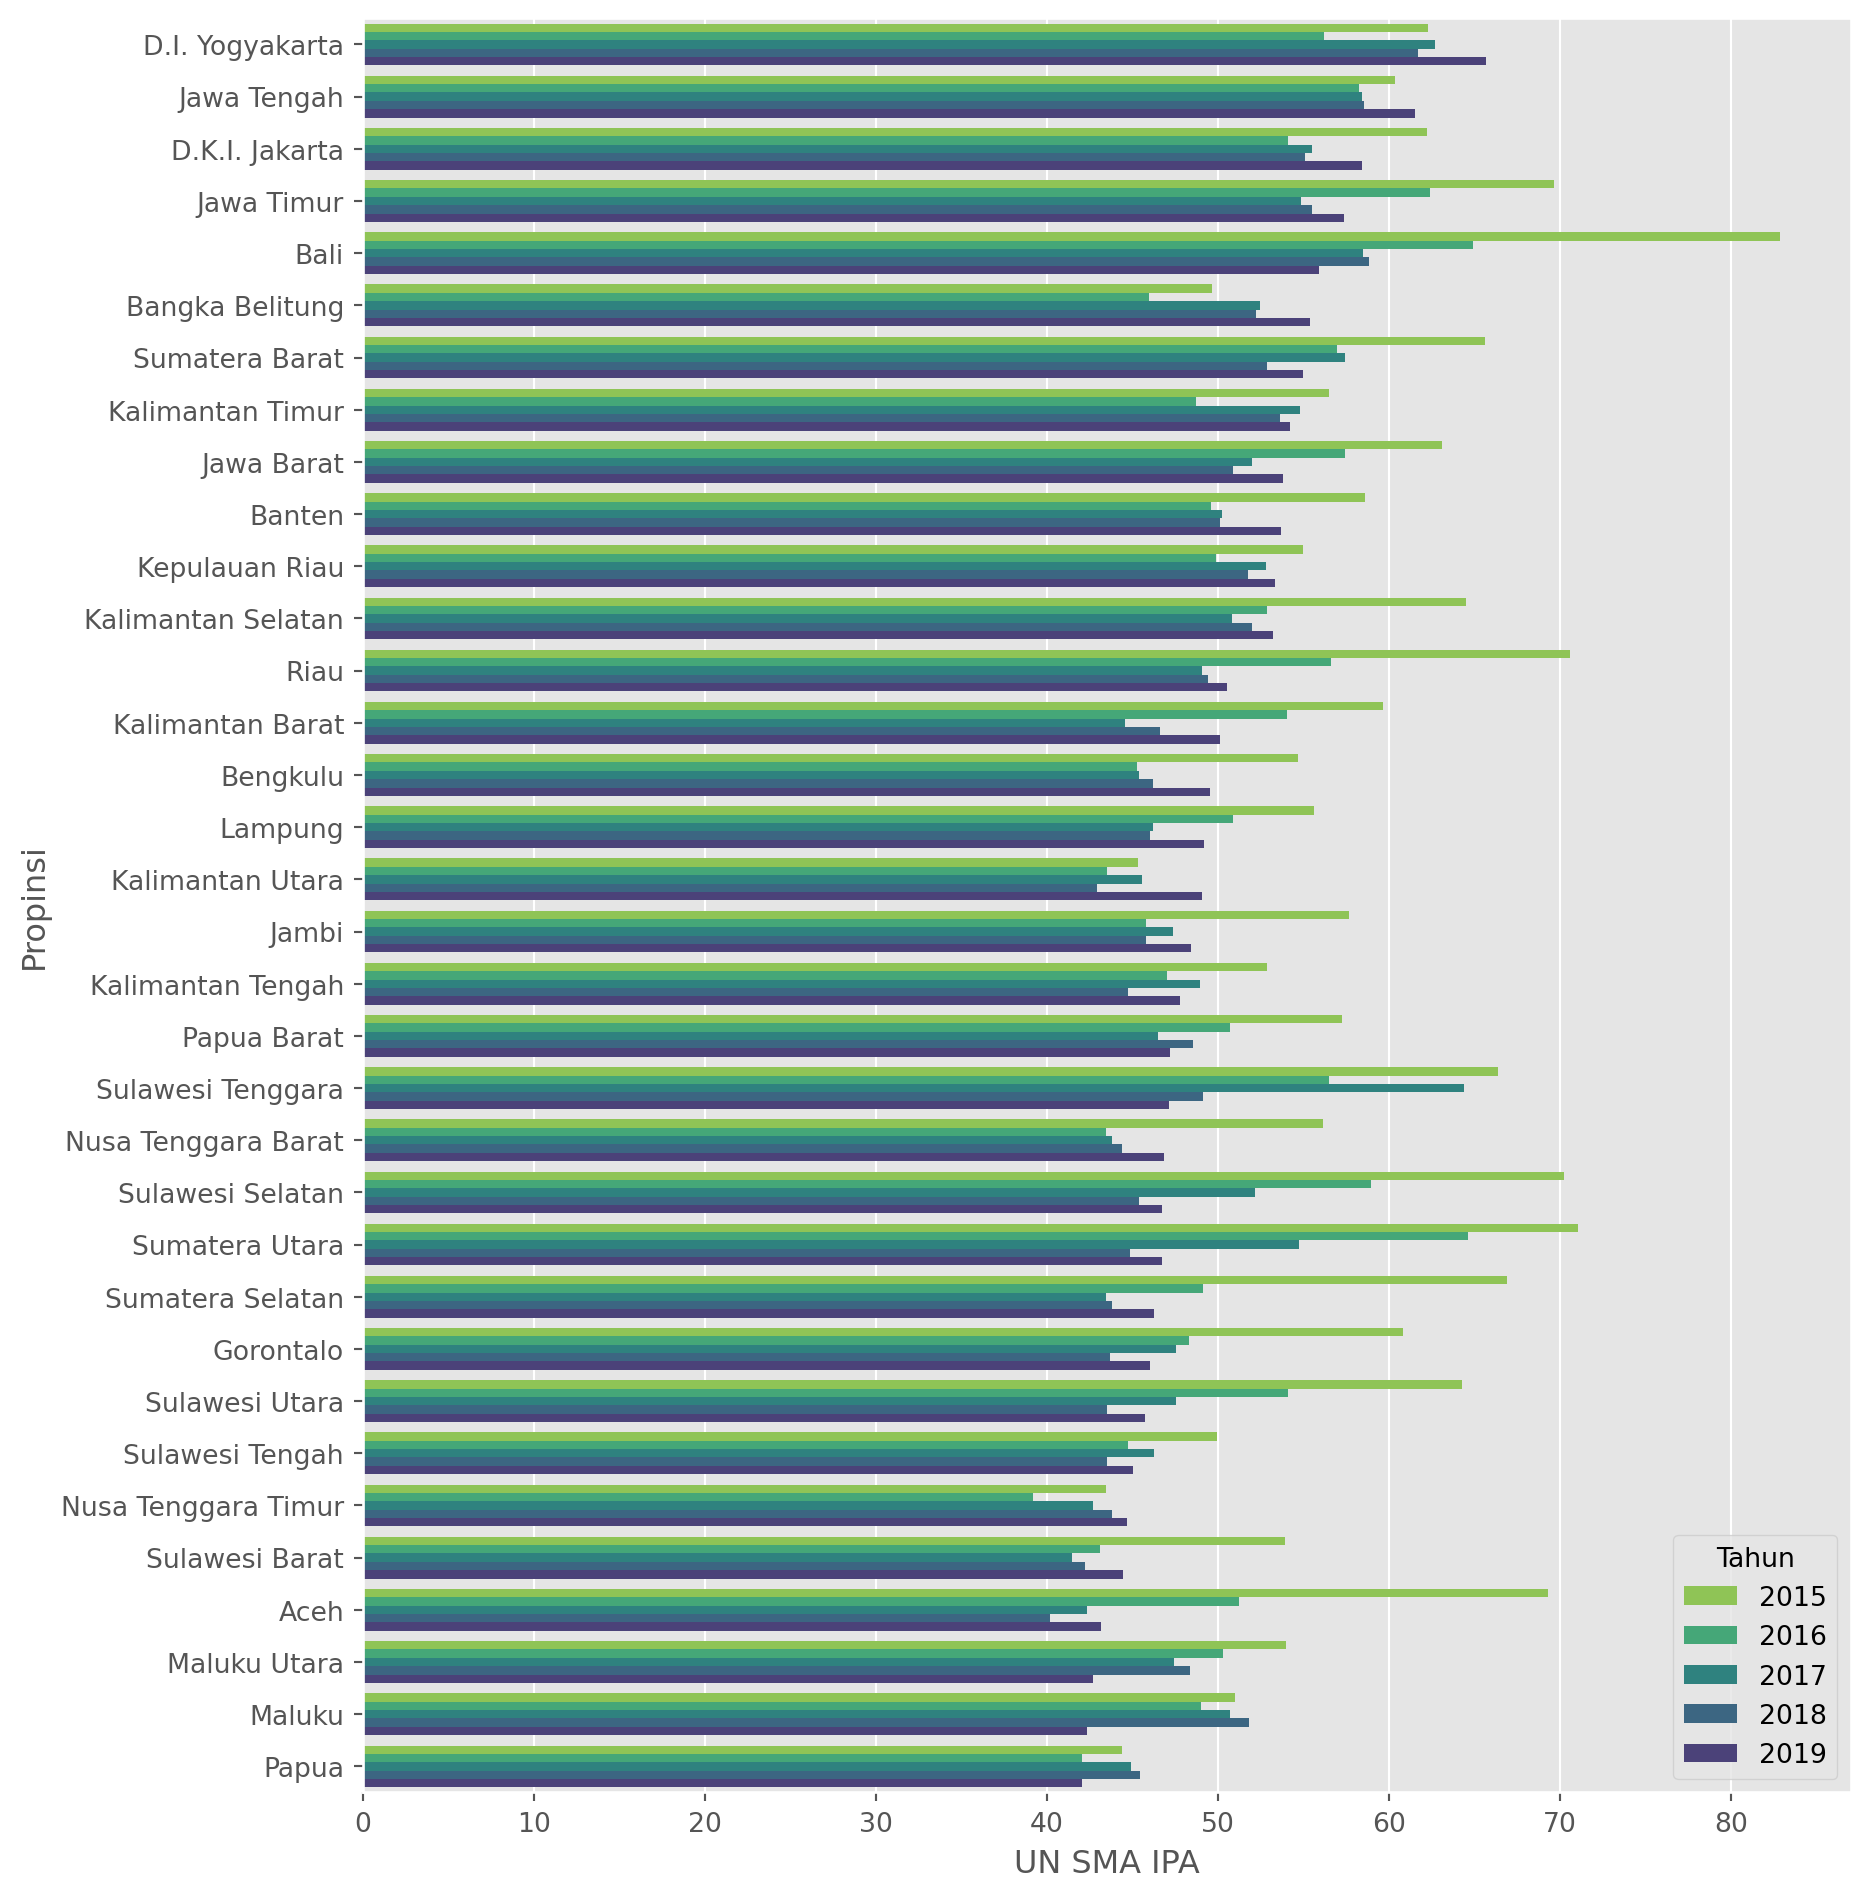 D.I. Yogyakarta
Jawa Tengah
D.K.I. Jakarta
Jawa Timur
Bali
Bangka Belitung
Sumatera Barat
Kalimantan Timur
Jawa Barat
Banten
Kepulauan Riau
Kalimantan Selatan
Riau
Kalimantan Barat
Bengkulu
Lampung
Kalimantan Utara
Jambi
Kalimantan Tengah
Papua Barat
Sulawesi Tenggara
Nusa Tenggara Barat
Sulawesi Selatan
Sumatera Utara
Sumatera Selatan
Gorontalo
Sulawesi Utara
Sulawesi Tengah
Nusa Tenggara Timur
Sulawesi Barat
Aceh
Maluku Utara
Maluku
Papua
Propinsi
0 10 20 30 40 50 60 70 80
UN SMA IPA
Tahun
2015
2016
2017
2018
2019